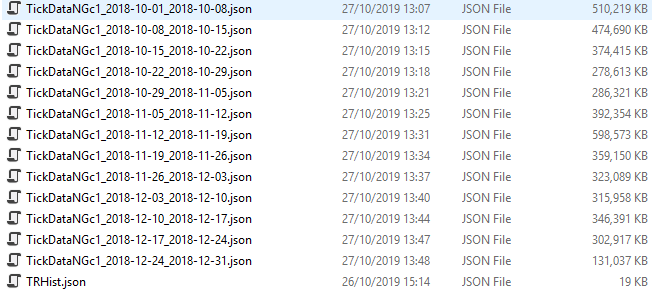 TickDataNGc1_2018-10-01_2018-10-08.json 27/10/2019 13:07 JSON File 510,219 KB
TickDataNGc1_2018-10-08_2018-10-15.json 27/10/2019 13:12 JSON File 474,690 KB
TickDataNGc1_2018-10-15_2018-10-22.json 27/10/2019 13:15 JSON File 374,415 KB
TickDataNGc1_2018-10-22_2018-10-29.json 27/10/2019 13:18 JSON File 278,613 KB
TickDataNGc1_2018-10-29_2018-11-05.json 27/10/2019 13:21 JSON File 286,321 KB
TickDataNGc1_2018-11-05_2018-11-12.json 27/10/2019 13:25 JSON File 392,354 KB
TickDataNGc1_2018-11-12_2018-11-19.json 27/10/2019 13:31 JSON File 598,573 KB
TickDataNGc1_2018-11-19_2018-11-26.json 27/10/2019 13:34 JSON File 359,150 KB
TickDataNGc1_2018-11-26_2018-12-03.json 27/10/2019 13:37 JSON File 323,089 KB
TickDataNGc1_2018-12-03_2018-12-10.json 27/10/2019 13:40 JSON File 315,958 KB
TickDataNGc1_2018-12-10_2018-12-17.json 27/10/2019 13:44 JSON File 346,391 KB
TickDataNGc1_2018-12-17_2018-12-24.json 27/10/2019 13:47 JSON File 302,917 KB
TickDataNGc1_2018-12-24_2018-12-31.json 27/10/2019 13:48 JSON File 131,037 KB
TRHist.json 26/10/2019 15:14 JSON File 19 KB